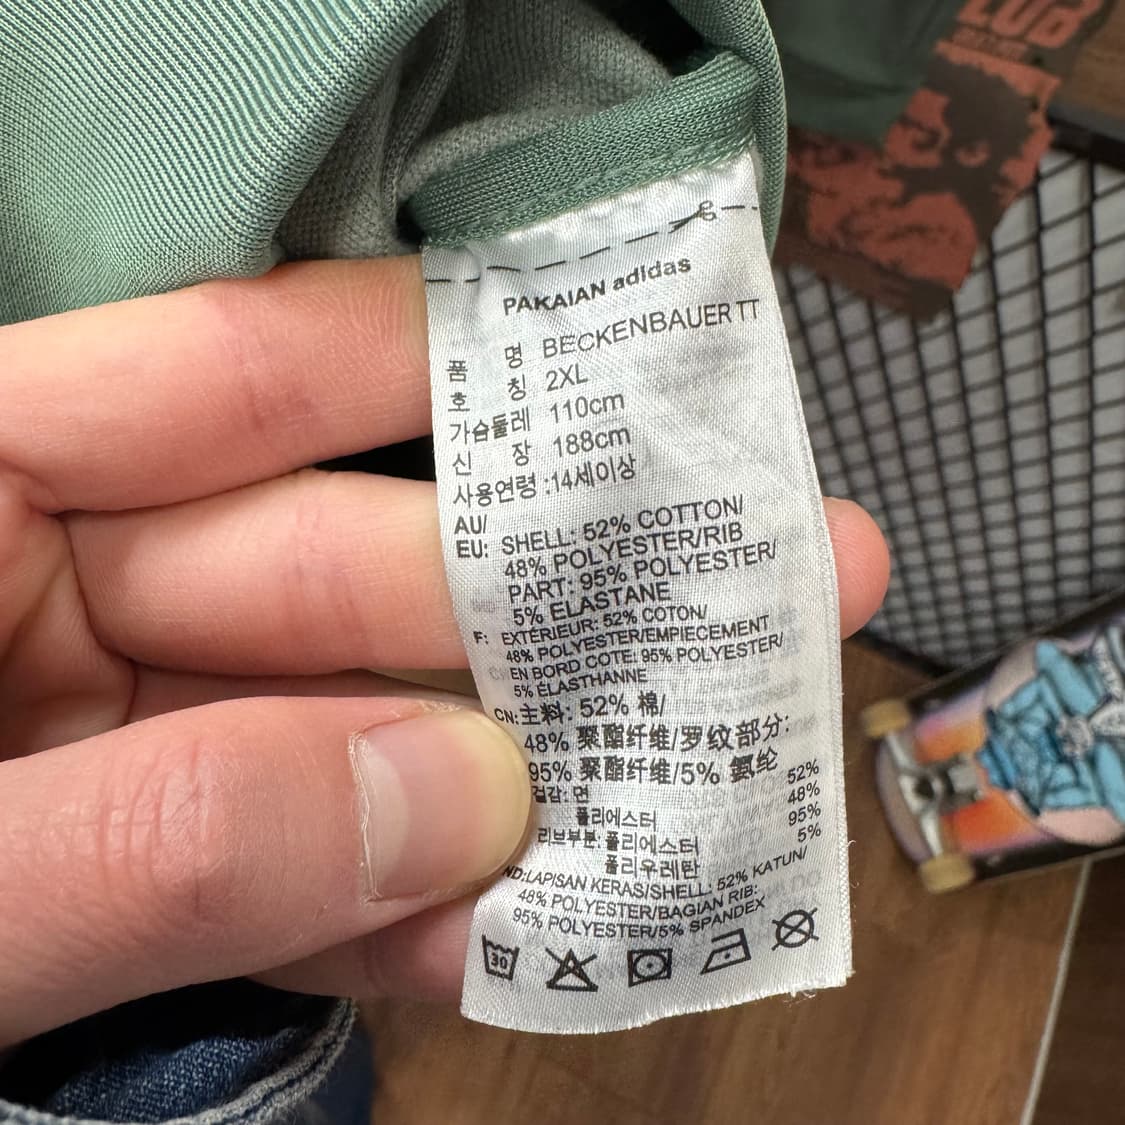 PAKAIAN adidas
품 명 BECKENBAUER TT
호 칭 2XL
가슴둘레 110cm
신 장 188cm
사용연령 :14세이상
AU/
EU: SHELL: 52% COTTON/
48% POLYESTER/RIB
PART: 95% POLYESTER/
5% ELASTANE
F: EXTÉRIEUR: 52% COTON/
48% POLYESTER/EMPIECEMENT
EN BORD COTE: 95% POLYESTER/
5% ÉLASTHANNE
CN:主料: 52% 棉/
48% 聚酯纤维/罗纹部分:
95% 聚酯纤维/5% 氨纶
겉감: 면 52%
폴리에스터 48%
리브부분: 폴리에스터 95%
폴리우레탄 5%
ND:LAPISAN KERAS/SHELL: 52% KATUN/
48% POLYESTER/BAGIAN RIB:
95% POLYESTER/5% SPANDEX
30